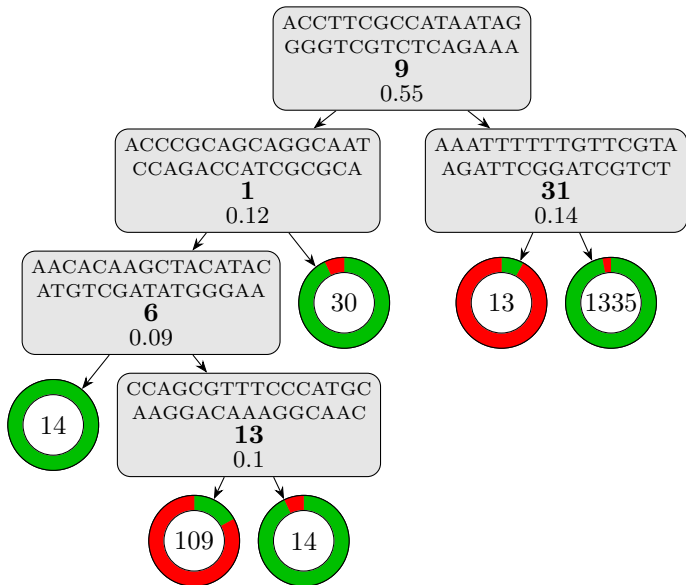 ACCTTCGCCATAATAG
GGGTCGTCTCAGAAA
9
0.55
ACCCGCAGCAGGCAAT
CCAGACCATCGCGCA
1
0.12
AAATTTTTTGTTCGTA
AGATTCGGATCGTCT
31
0.14
AACACAAGCTACATAC
ATGTCGATATGGGAA
6
0.09
30
13
1335
14
CCAGCGTTTCCCATGC
AAGGACAAAGGCAAC
13
0.1
109
14